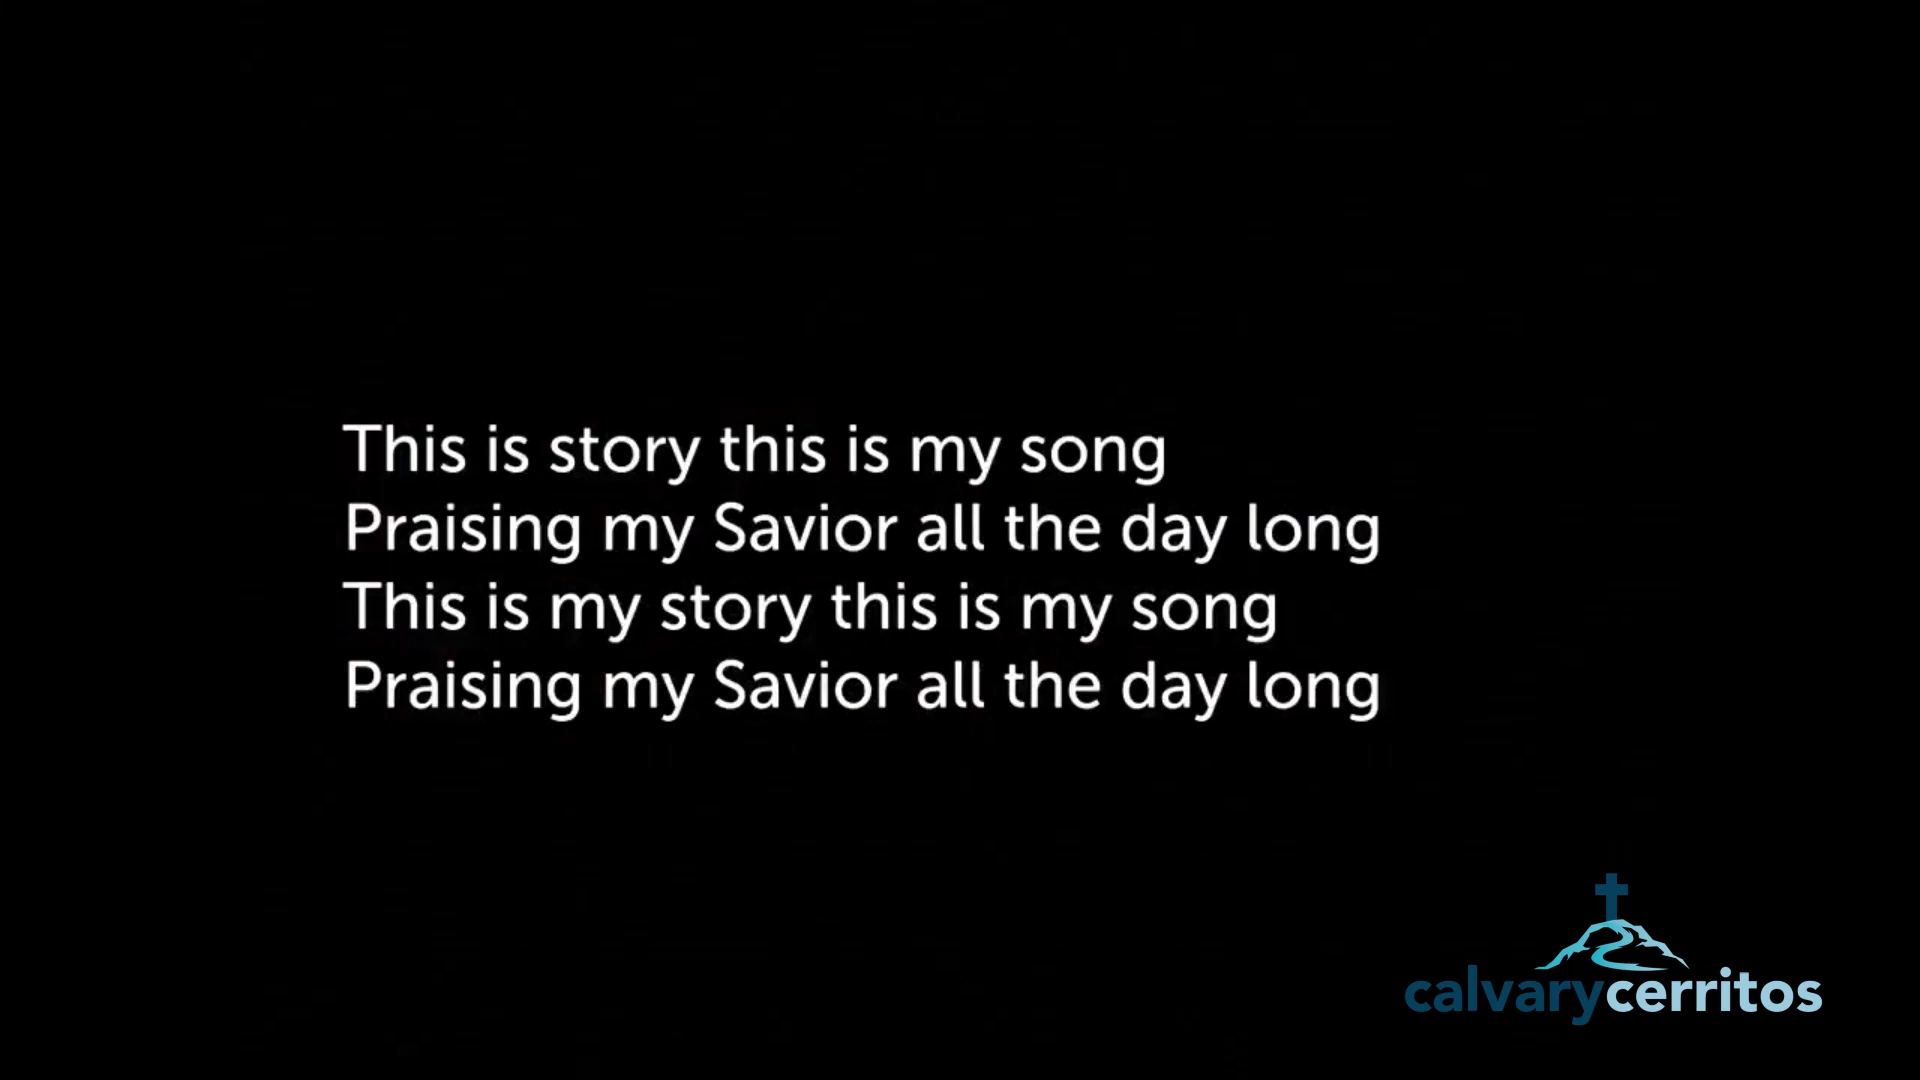 This is story this is my song
Praising my Savior all the day long
This is my story this is my song
Praising my Savior all the day long
calvarycerritos